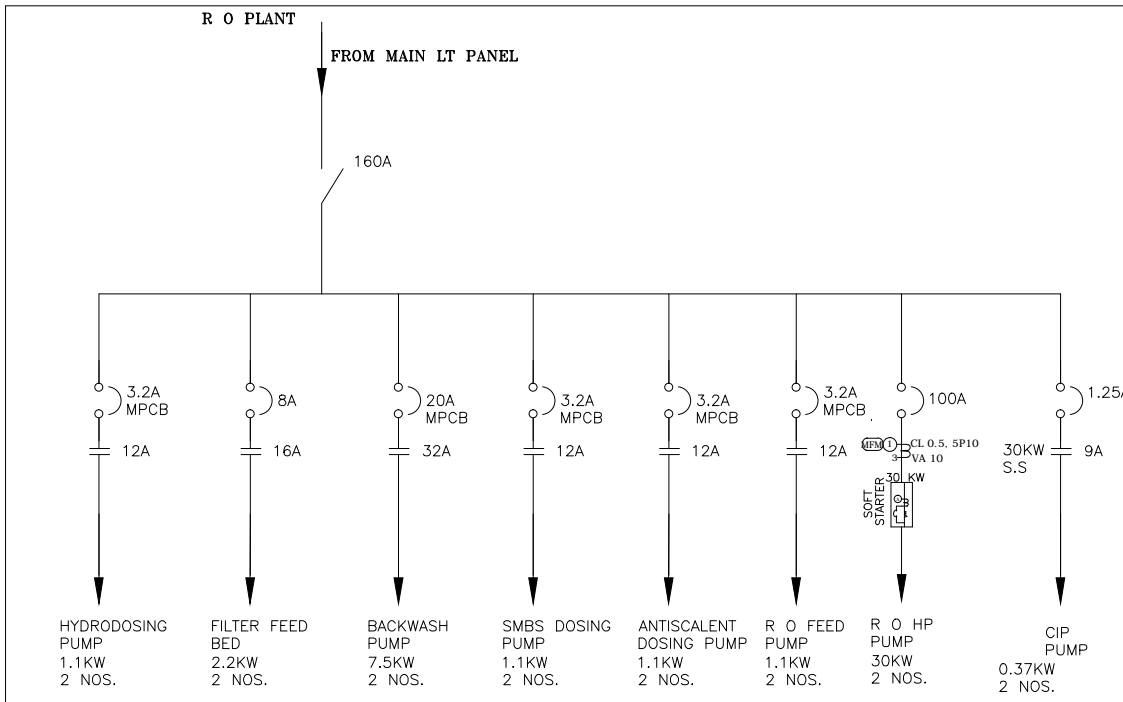 R O PLANT
FROM MAIN LT PANEL
160A
3.2A
MPCB
12A
8A
16A
20A
MPCB
32A
3.2A
MPCB
12A
3.2A
MPCB
12A
3.2A
MPCB
12A
100A
MFM 1
CL 0.5, 5P10
3
VA 10
30 KW
SOFT
STARTER
1.25A
30KW
S.S
9A
HYDRODOSING
PUMP
1.1KW
2 NOS.
FILTER FEED
BED
2.2KW
2 NOS.
BACKWASH
PUMP
7.5KW
2 NOS.
SMBS DOSING
PUMP
1.1KW
2 NOS.
ANTISCALENT
DOSING PUMP
1.1KW
2 NOS.
R O FEED
PUMP
1.1KW
2 NOS.
R O HP
PUMP
30KW
2 NOS.
CIP
PUMP
0.37KW
2 NOS.